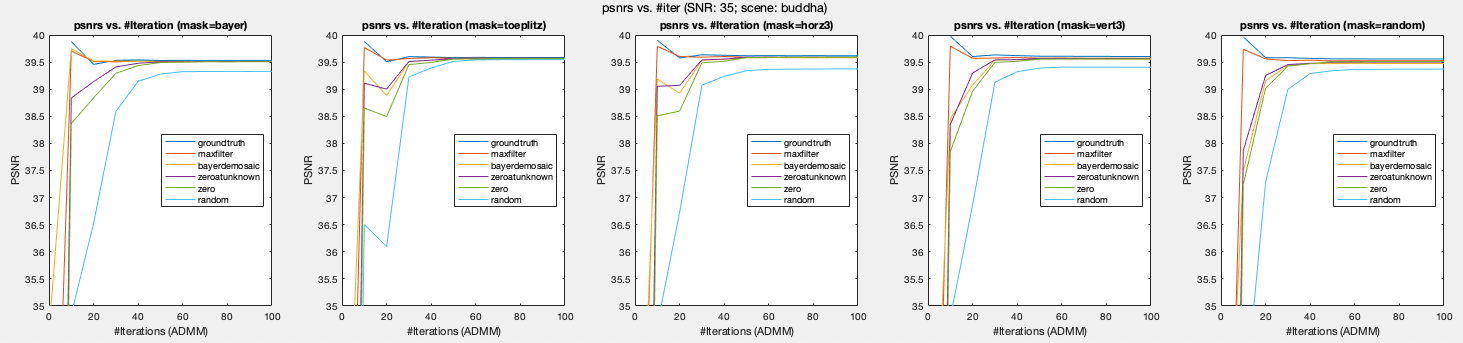 psnrs vs. #iter (SNR: 35; scene: buddha)
psnrs vs. #Iteration (mask=bayer)
PSNR
40
39.5
39
38.5
38
37.5
37
36.5
36
35.5
35
groundtruth
maxfilter
bayerdemosaic
zeroatunknown
zero
random
0 20 40 60 80 100
#Iterations (ADMM)
psnrs vs. #Iteration (mask=toeplitz)
PSNR
40
39.5
39
38.5
38
37.5
37
36.5
36
35.5
35
groundtruth
maxfilter
bayerdemosaic
zeroatunknown
zero
random
0 20 40 60 80 100
#Iterations (ADMM)
psnrs vs. #Iteration (mask=horz3)
PSNR
40
39.5
39
38.5
38
37.5
37
36.5
36
35.5
35
groundtruth
maxfilter
bayerdemosaic
zeroatunknown
zero
random
0 20 40 60 80 100
#Iterations (ADMM)
psnrs vs. #Iteration (mask=vert3)
PSNR
40
39.5
39
38.5
38
37.5
37
36.5
36
35.5
35
groundtruth
maxfilter
bayerdemosaic
zeroatunknown
zero
random
0 20 40 60 80 100
#Iterations (ADMM)
psnrs vs. #Iteration (mask=random)
PSNR
40
39.5
39
38.5
38
37.5
37
36.5
36
35.5
35
groundtruth
maxfilter
bayerdemosaic
zeroatunknown
zero
random
0 20 40 60 80 100
#Iterations (ADMM)